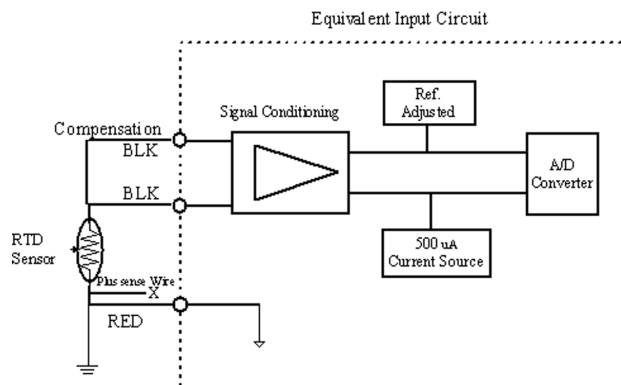 Equivalent Input Circuit
Signal Conditioning
Ref.
Adjusted
Compensation
BLK
BLK
A/D
Converter
500 uA
Current Source
RTD
Sensor
Plus sense Wire
X
RED